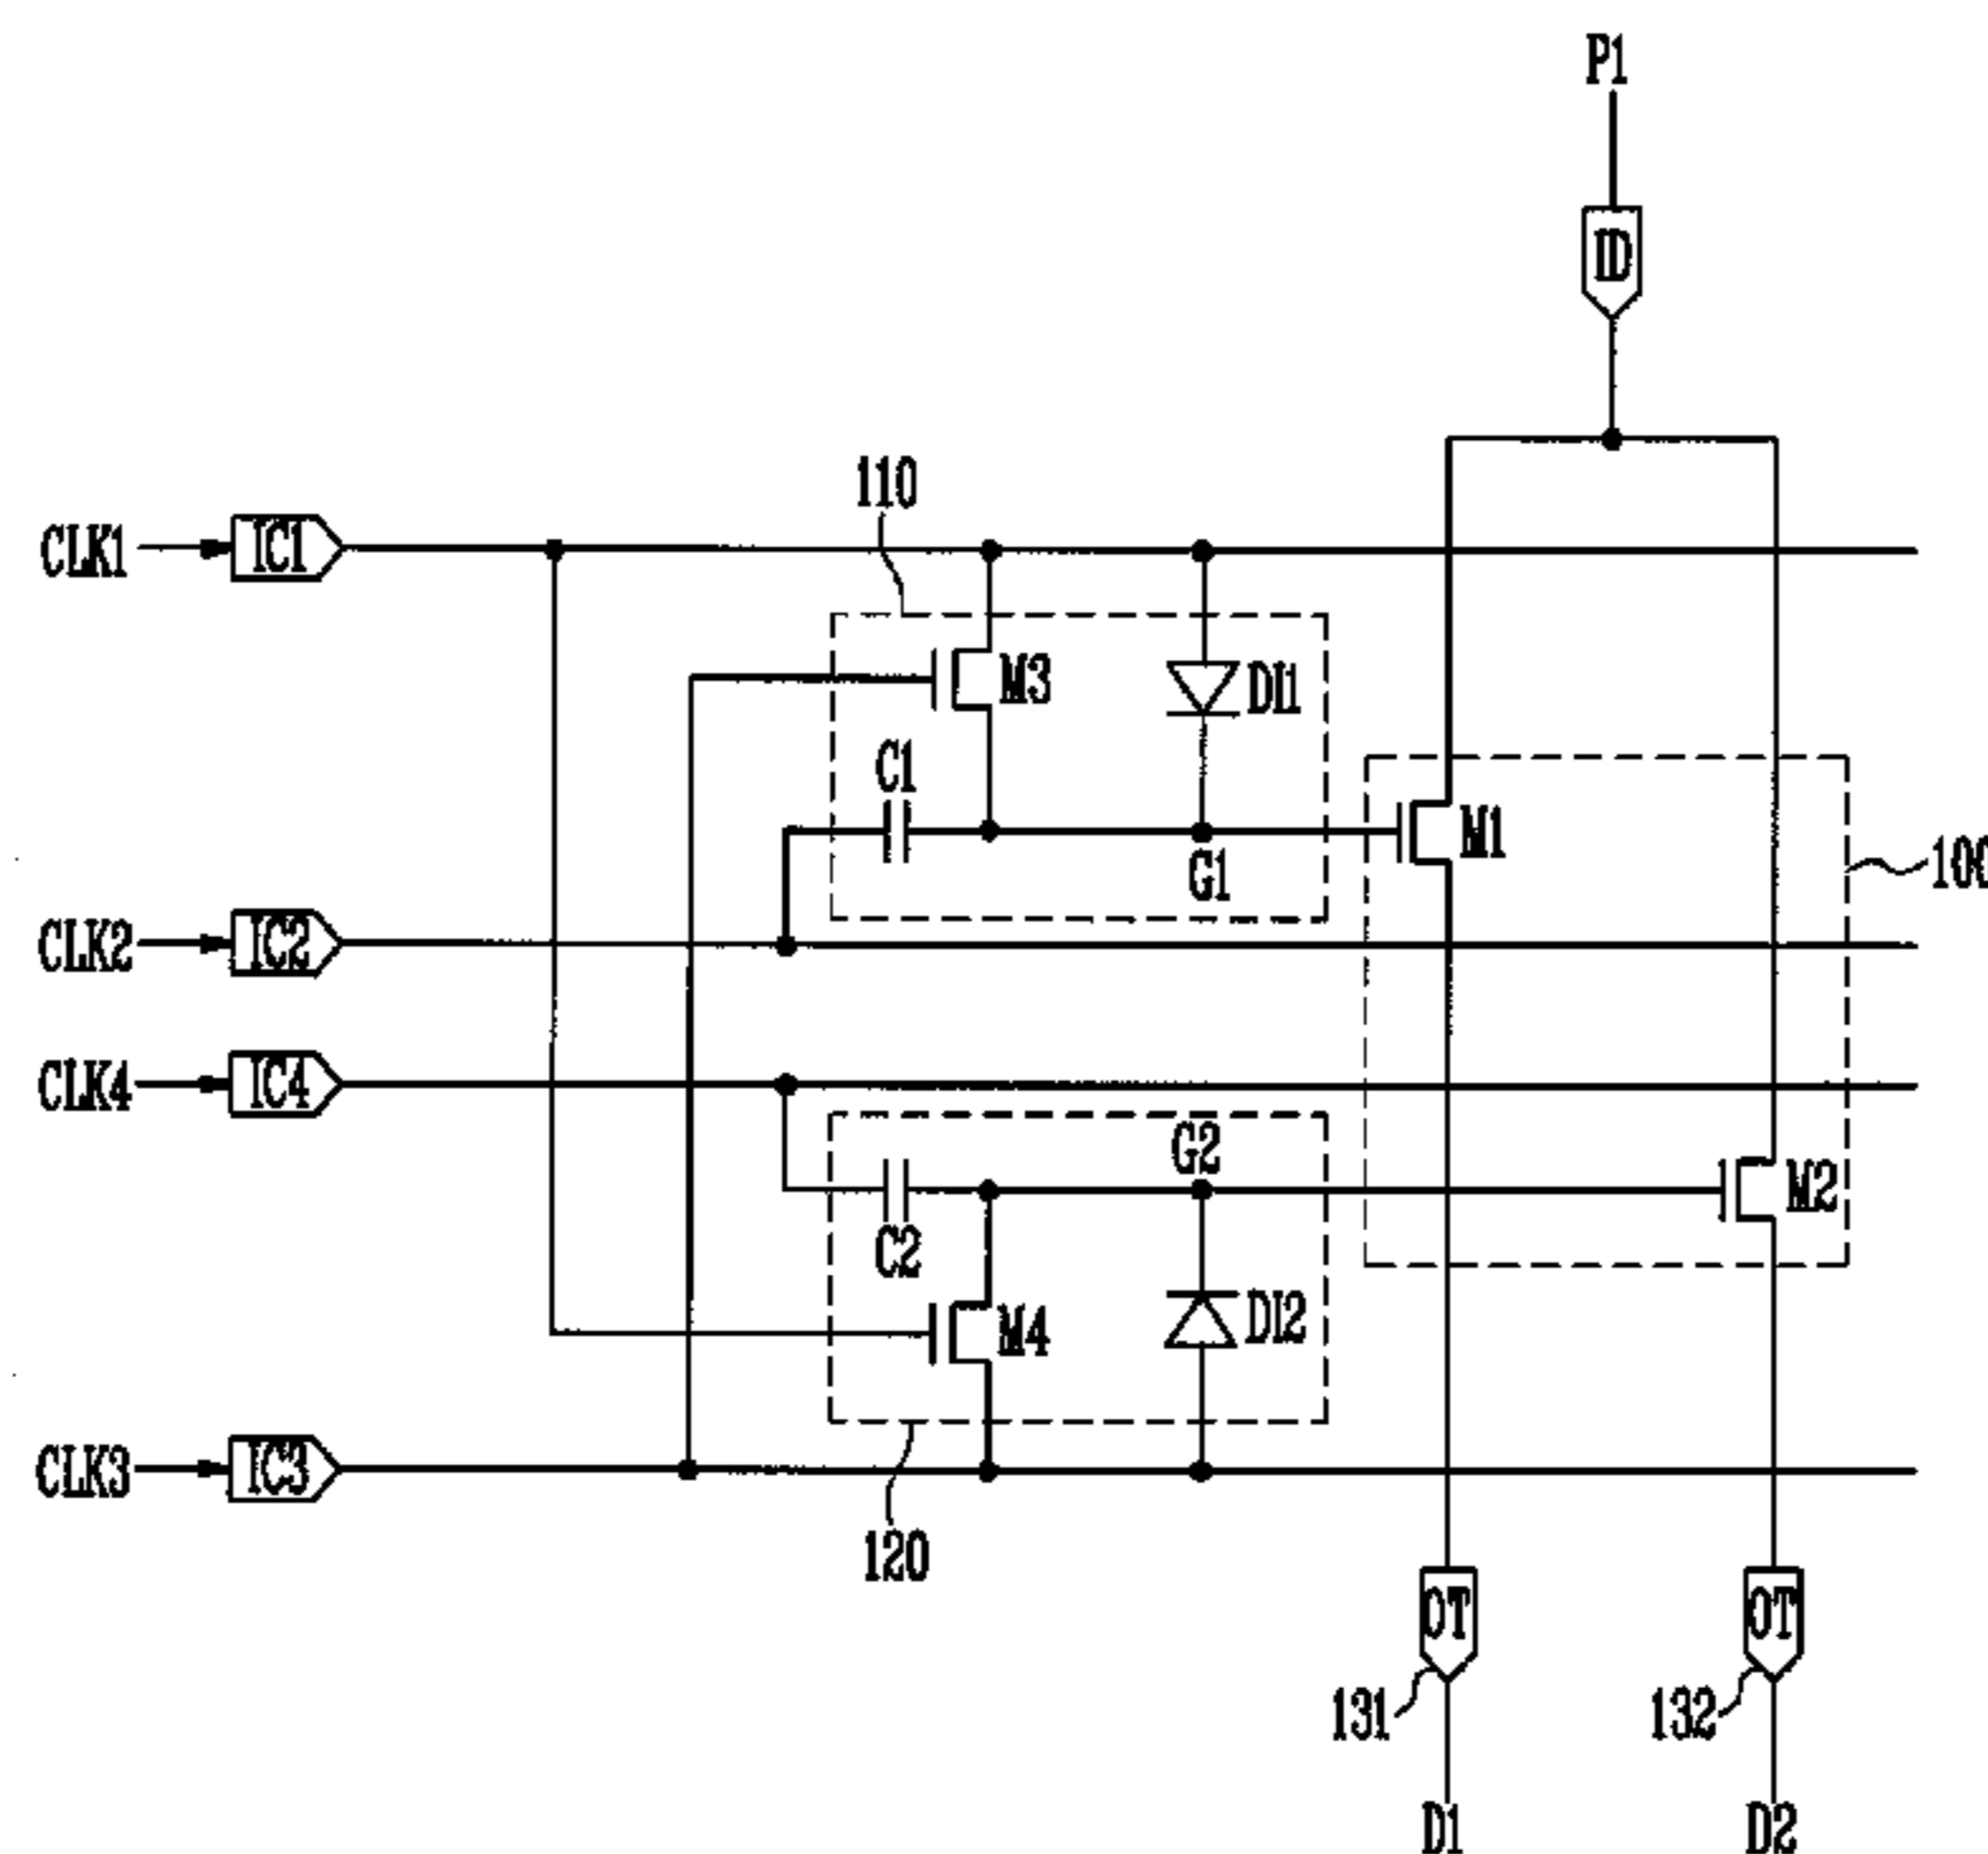 P1
ID
110
CLK1
IC1
M3
DI1
C1
M1
G1
100
CLK2
IC2
CLK4
IC4
G2
M2
C2
M4
DI2
CLK3
IC3
120
OT
OT
131
132
D1
D2